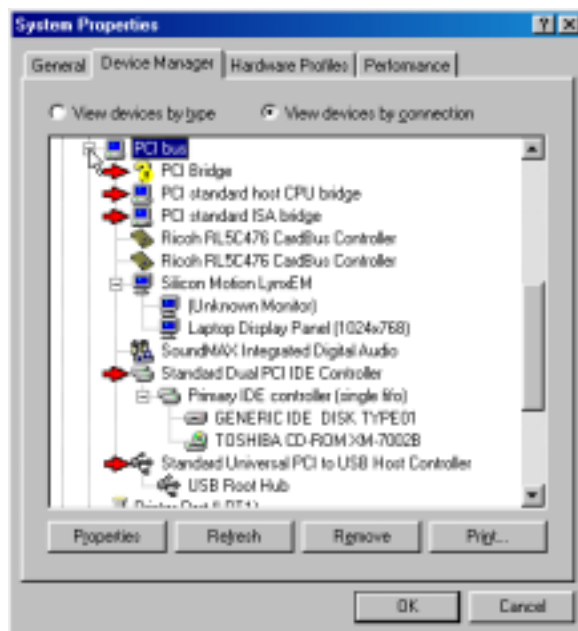 System Properties
General Device Manager Hardware Profiles Performance
View devices by type View devices by connection
PCI bus
PCI Bridge
PCI standard host CPU bridge
PCI standard ISA bridge
Ricoh RL5C476 CardBus Controller
Ricoh RL5C476 CardBus Controller
Silicon Motion LynxEM
(Unknown Monitor)
Laptop Display Panel (1024x768)
SoundMAX Integrated Digital Audio
Standard Dual PCI IDE Controller
Primary IDE controller (single fifo)
GENERIC IDE DISK TYPE01
TOSHIBA CD-ROM XM-7002B
Standard Universal PCI to USB Host Controller
USB Root Hub
Printer Port (LPT1)
Properties Refresh Remove Print...
OK Cancel